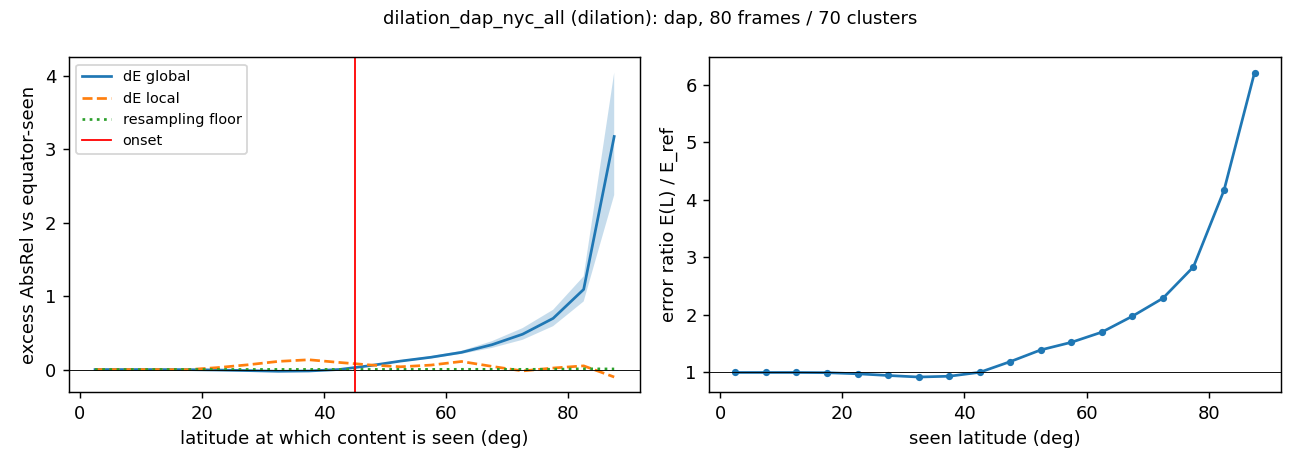 dilation_dap_nyc_all (dilation): dap, 80 frames / 70 clusters
excess AbsRel vs equator-seen
4
3
2
1
0
dE global
dE local
resampling floor
onset
0 20 40 60 80
latitude at which content is seen (deg)
error ratio E(L) / E_ref
6
5
4
3
2
1
0 20 40 60 80
seen latitude (deg)